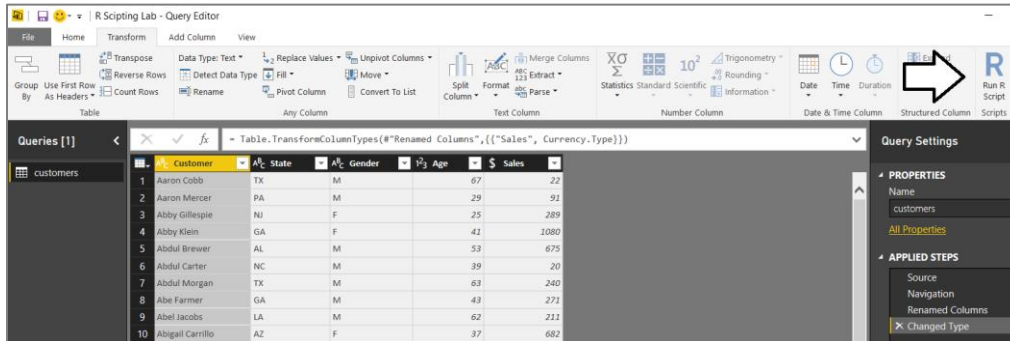 R Scipting Lab - Query Editor
File Home Transform Add Column View
Group By
Use First Row As Headers
Transpose
Reverse Rows
Count Rows
Table
Data Type: Text
Detect Data Type
Rename
Replace Values
Fill
Pivot Column
Unpivot Columns
Move
Convert To List
Any Column
Split Column
Format
Merge Columns
Extract
Parse
Text Column
Statistics
Standard
Scientific
Trigonometry
Rounding
Information
Number Column
Date
Time
Duration
Date & Time Column
Structured Column
Run R Script
Scripts
Queries [1]
customers
= Table.TransformColumnTypes(#"Renamed Columns",{{"Sales", Currency.Type}})
Customer State Gender Age $ Sales
1 Aaron Cobb TX M 67 22
2 Aaron Mercer PA M 29 91
3 Abby Gillespie NJ F 25 289
4 Abby Klein GA F 41 1080
5 Abdul Brewer AL M 53 675
6 Abdul Carter NC M 39 20
7 Abdul Morgan TX M 63 240
8 Abe Farmer GA M 43 271
9 Abel Jacobs LA M 62 211
10 Abigail Carrillo AZ F 37 682
Query Settings
PROPERTIES
Name
customers
All Properties
APPLIED STEPS
Source
Navigation
Renamed Columns
Changed Type